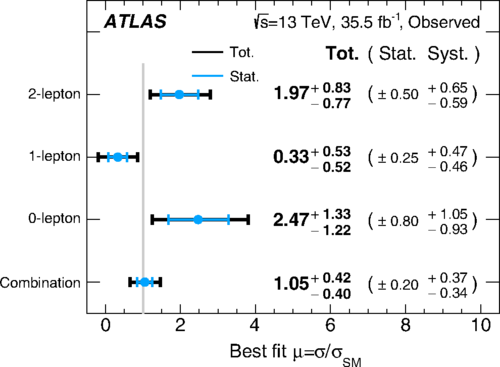 ATLAS √s=13 TeV, 35.5 fb⁻¹, Observed
Tot. Tot. ( Stat. Syst. )
Stat.
2-lepton 1.97 + 0.83 − 0.77 ( ± 0.50 + 0.65 − 0.59 )
1-lepton 0.33 + 0.53 − 0.52 ( ± 0.25 + 0.47 − 0.46 )
0-lepton 2.47 + 1.33 − 1.22 ( ± 0.80 + 1.05 − 0.93 )
Combination 1.05 + 0.42 − 0.40 ( ± 0.20 + 0.37 − 0.34 )
0 2 4 6 8 10
Best fit μ=σ/σSM